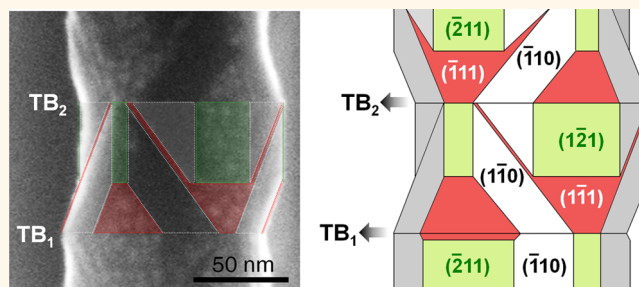 TB₂
TB₁
50 nm
(2̅11)
(1̅11)
(1̅10)
TB₂
(12̅1)
(11̅0)
(11̅1)
TB₁
(2̅11)
(1̅10)